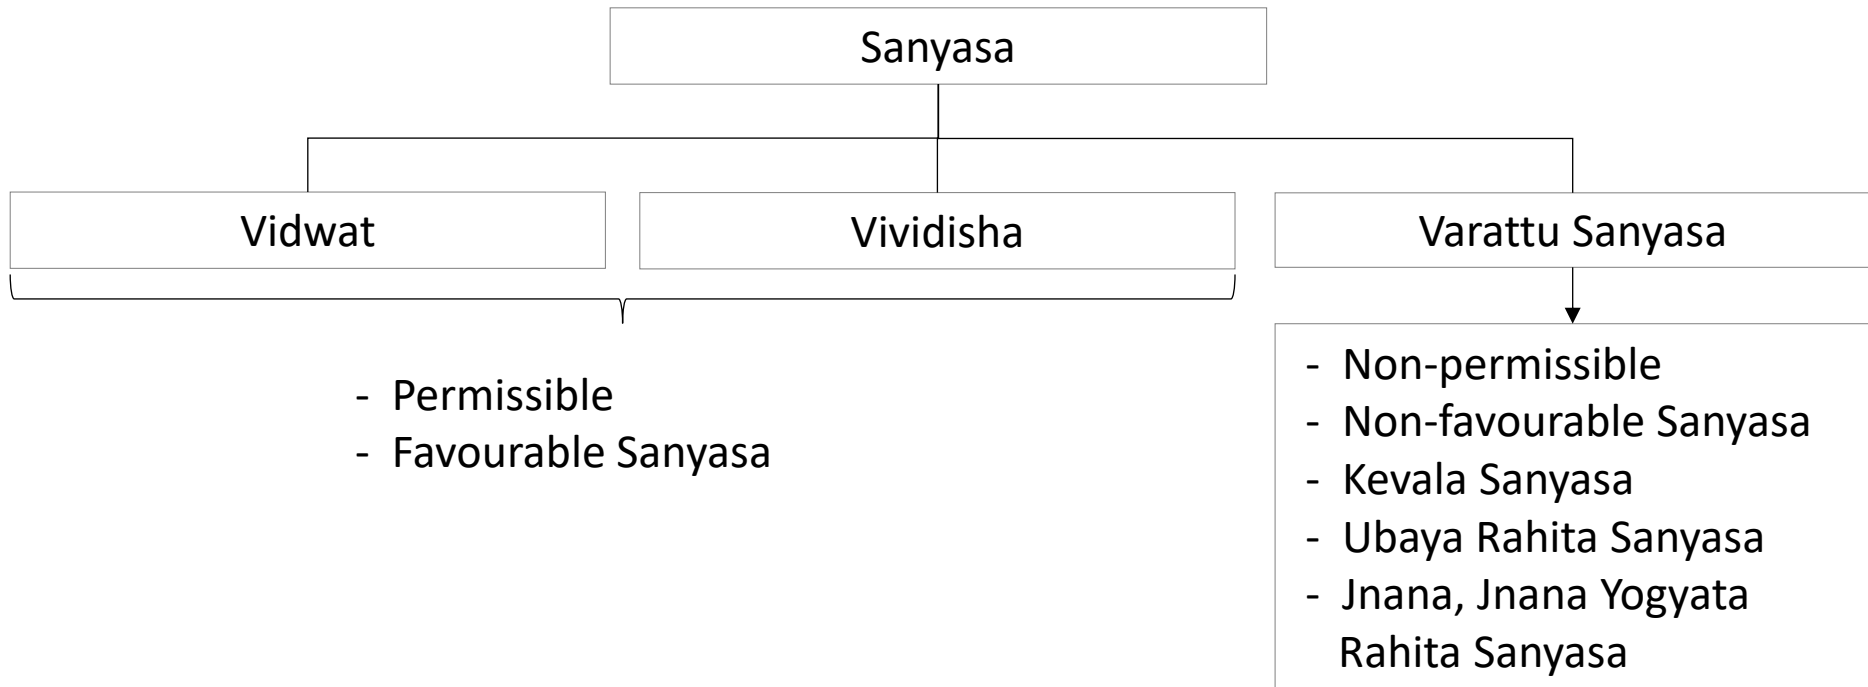 Sanyasa
Vidwat
Vividisha
Varattu Sanyasa
- Permissible
- Favourable Sanyasa
- Non-permissible
- Non-favourable Sanyasa
- Kevala Sanyasa
- Ubaya Rahita Sanyasa
- Jnana, Jnana Yogyata
Rahita Sanyasa